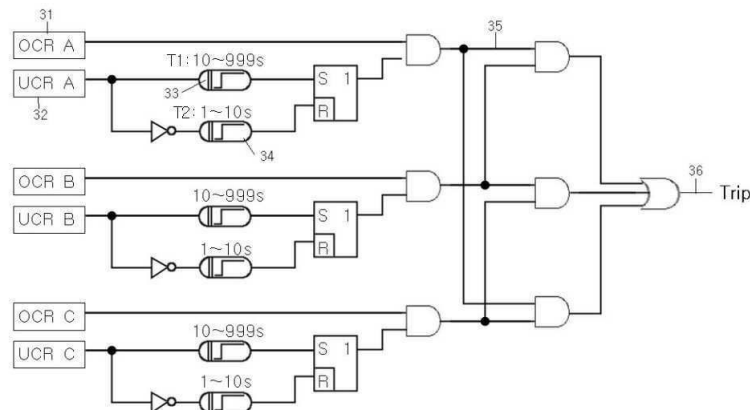 31
OCR A
UCR A
32
T1:10~999s
33
T2:1~10s
34
S 1
R
35
OCR B
UCR B
10~999s
1~10s
S 1
R
36
Trip
OCR C
UCR C
10~999s
1~10s
S 1
R